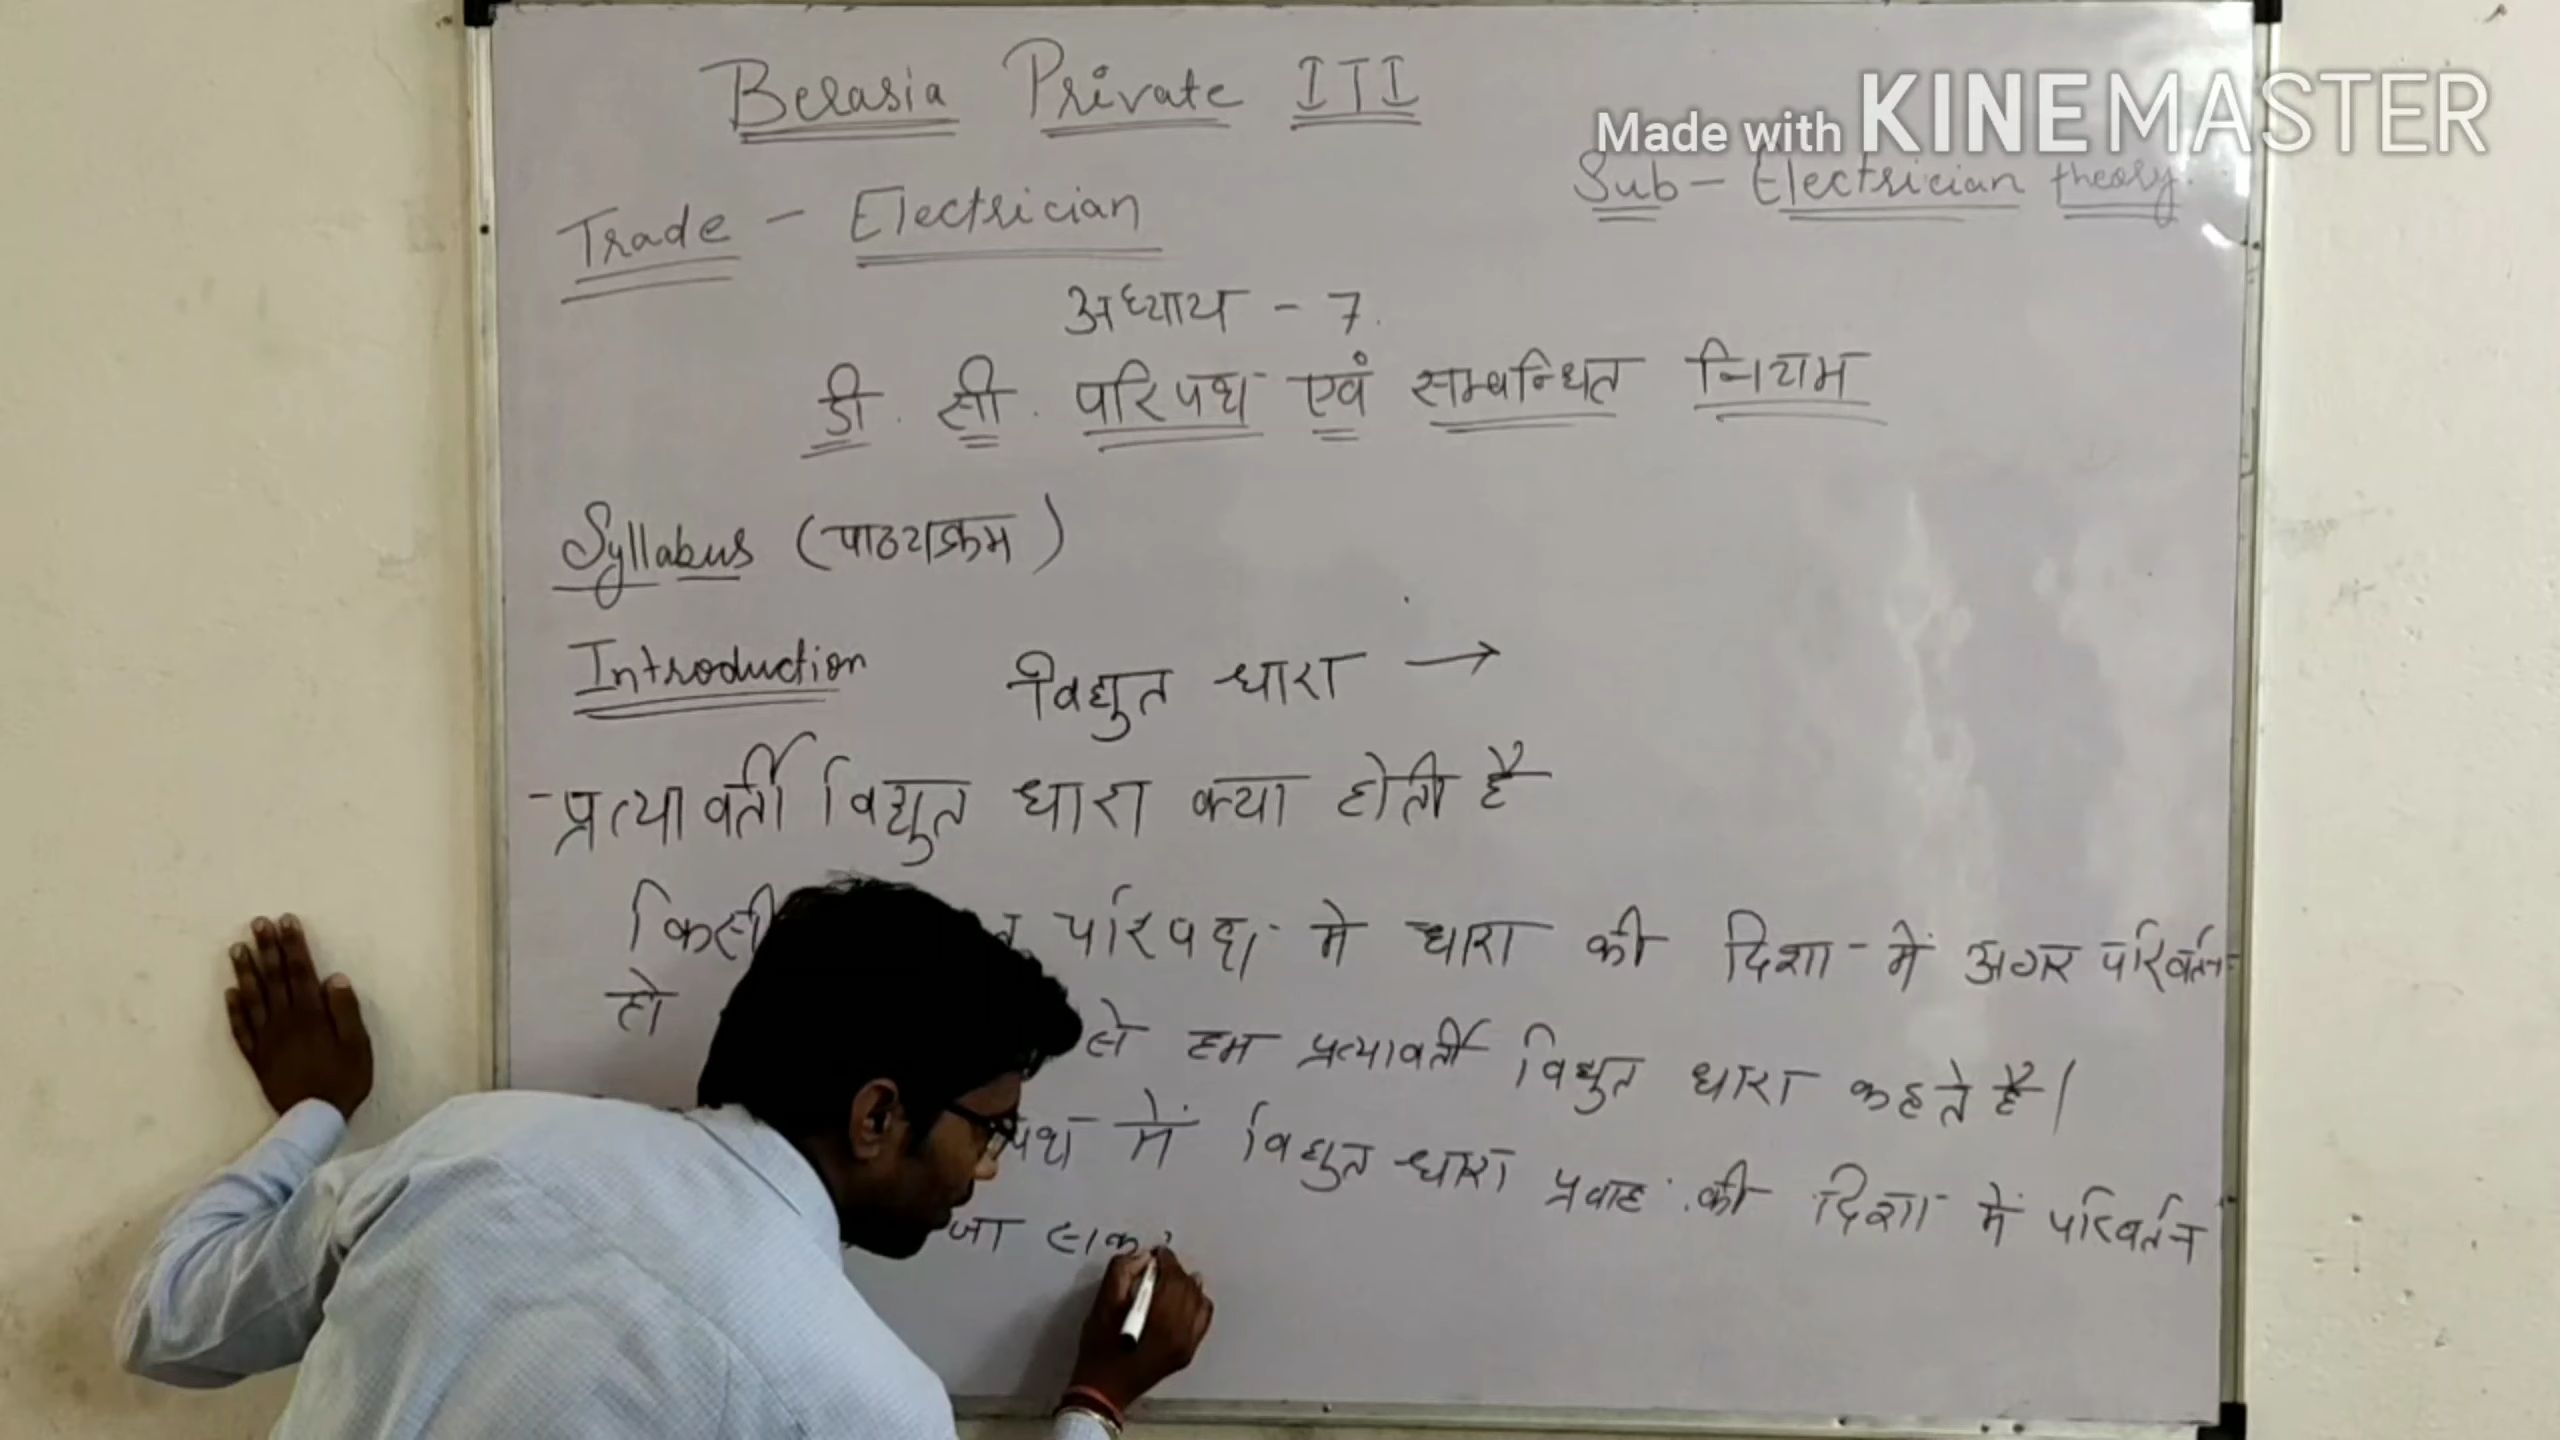 Berasia Private ITI
Made with KINEMASTER
Trade - Electrician
Sub - Electrician theory.
अध्याय - 7.
डी. सी. परिपथ एवं सम्बन्धित नियम
Syllabus (पाठयक्रम)
Introduction विद्युत धारा →
- प्रत्यावर्ती विद्युत धारा क्या होती है
किसी परिपथ मे धारा की दिशा में अगर परिवर्तन
हो हम प्रत्यावर्ती विद्युत धारा कहते है।
में विद्युत धारा प्रवाह की दिशा में परिवर्तन
जा